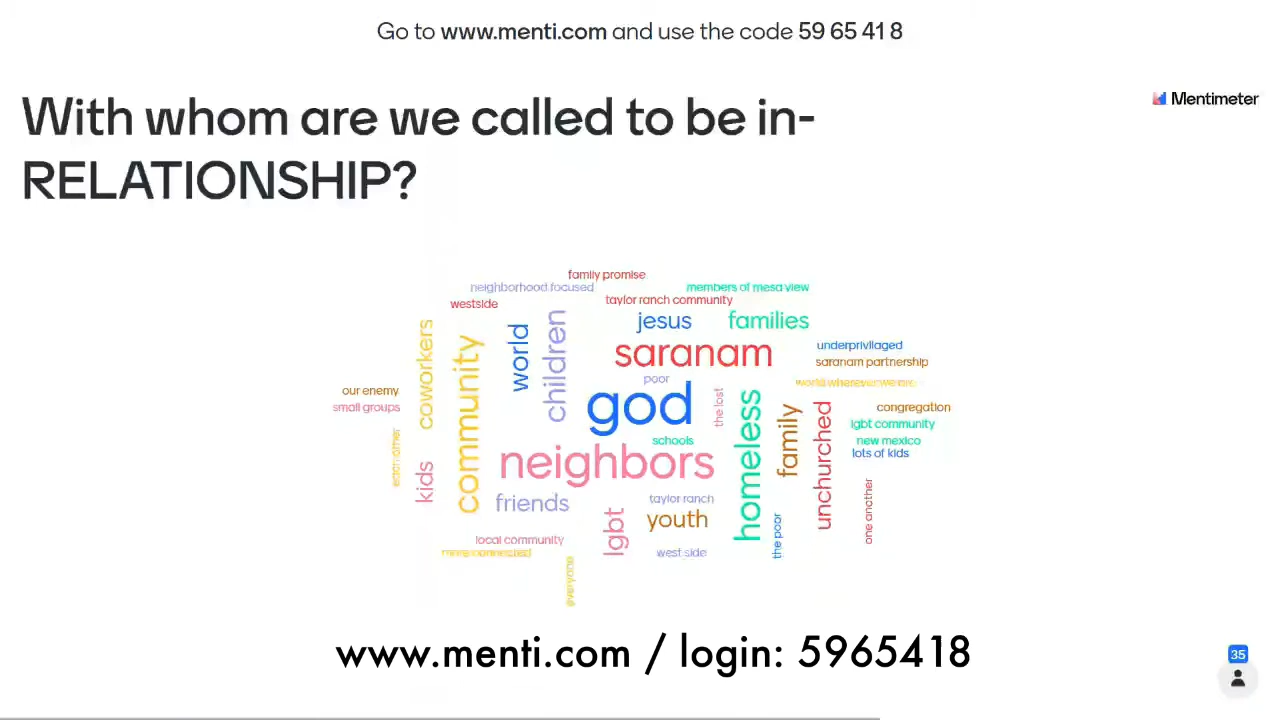 Go to www.menti.com and use the code 59 65 41 8
Mentimeter
With whom are we called to be in-
RELATIONSHIP?
family promise
neighborhood focused
members of mesa view
westside
taylor ranch community
jesus
families
coworkers
world
children
community
saranam
underprivilaged
saranam partnership
poor
our enemy
small groups
god
the lost
homeless
family
unchurched
congregation
lgbt community
new mexico
lots of kids
schools
neighbors
kids
friends
taylor ranch
youth
lgbt
the poor
one another
local community
west side
everyone
www.menti.com / login: 5965418
35